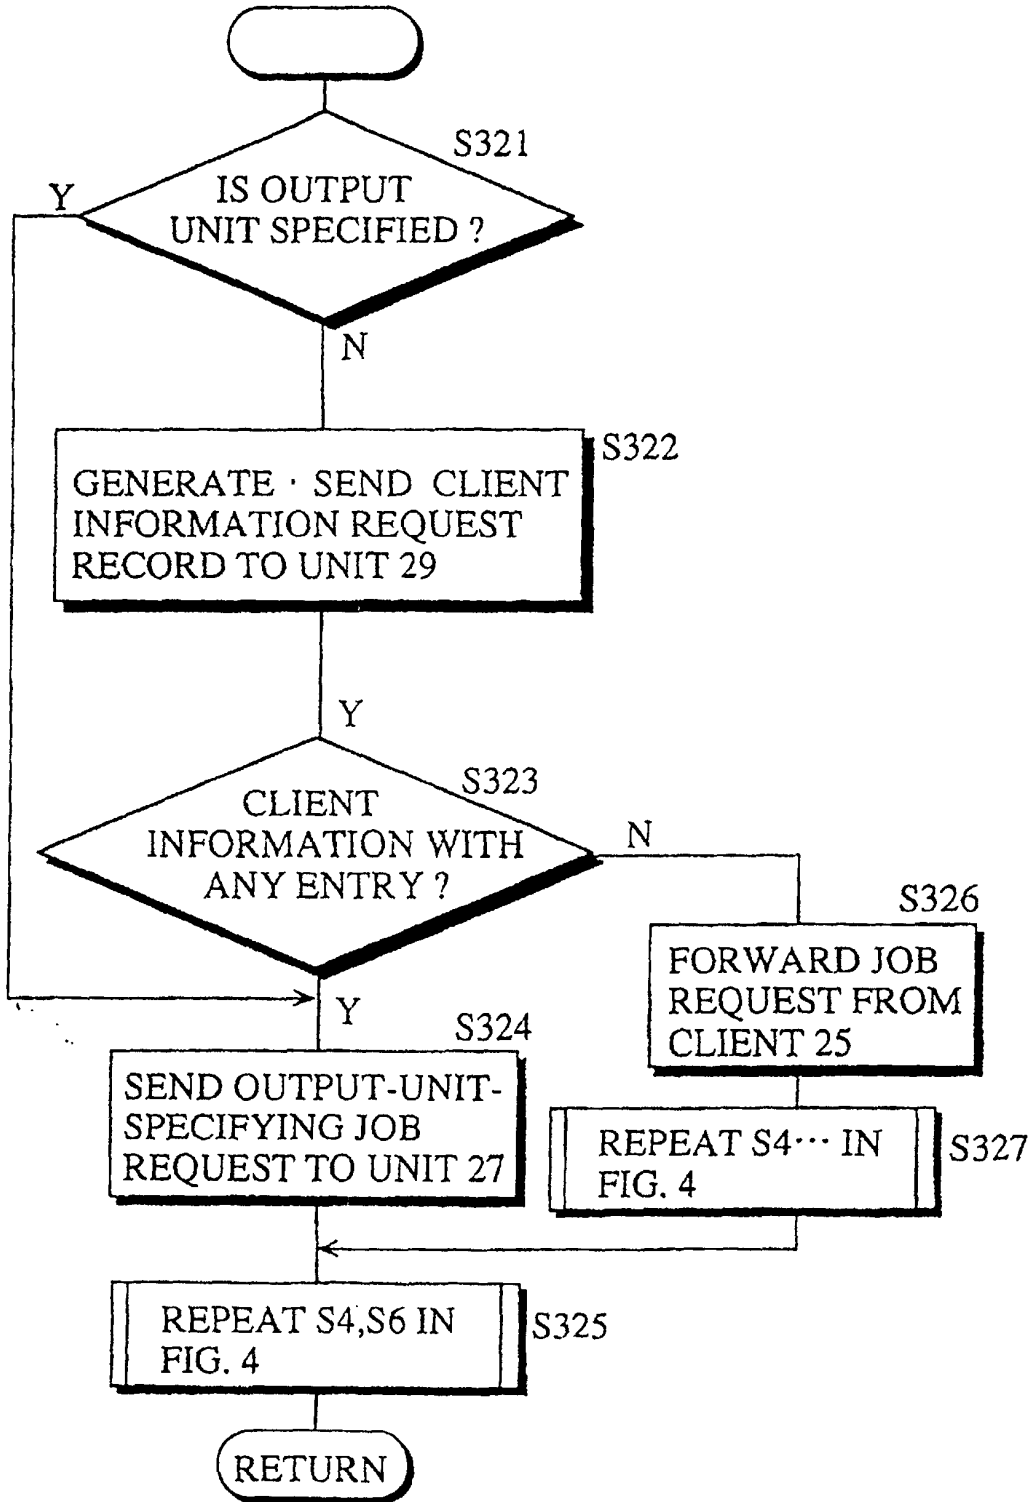 S321
Y
IS OUTPUT
UNIT SPECIFIED ?
N
S322
GENERATE · SEND CLIENT
INFORMATION REQUEST
RECORD TO UNIT 29
Y
S323
CLIENT
INFORMATION WITH
ANY ENTRY ?
N
S326
FORWARD JOB
REQUEST FROM
CLIENT 25
Y
S324
SEND OUTPUT-UNIT-
SPECIFYING JOB
REQUEST TO UNIT 27
REPEAT S4··· IN
FIG. 4
S327
REPEAT S4,S6 IN
FIG. 4
S325
RETURN